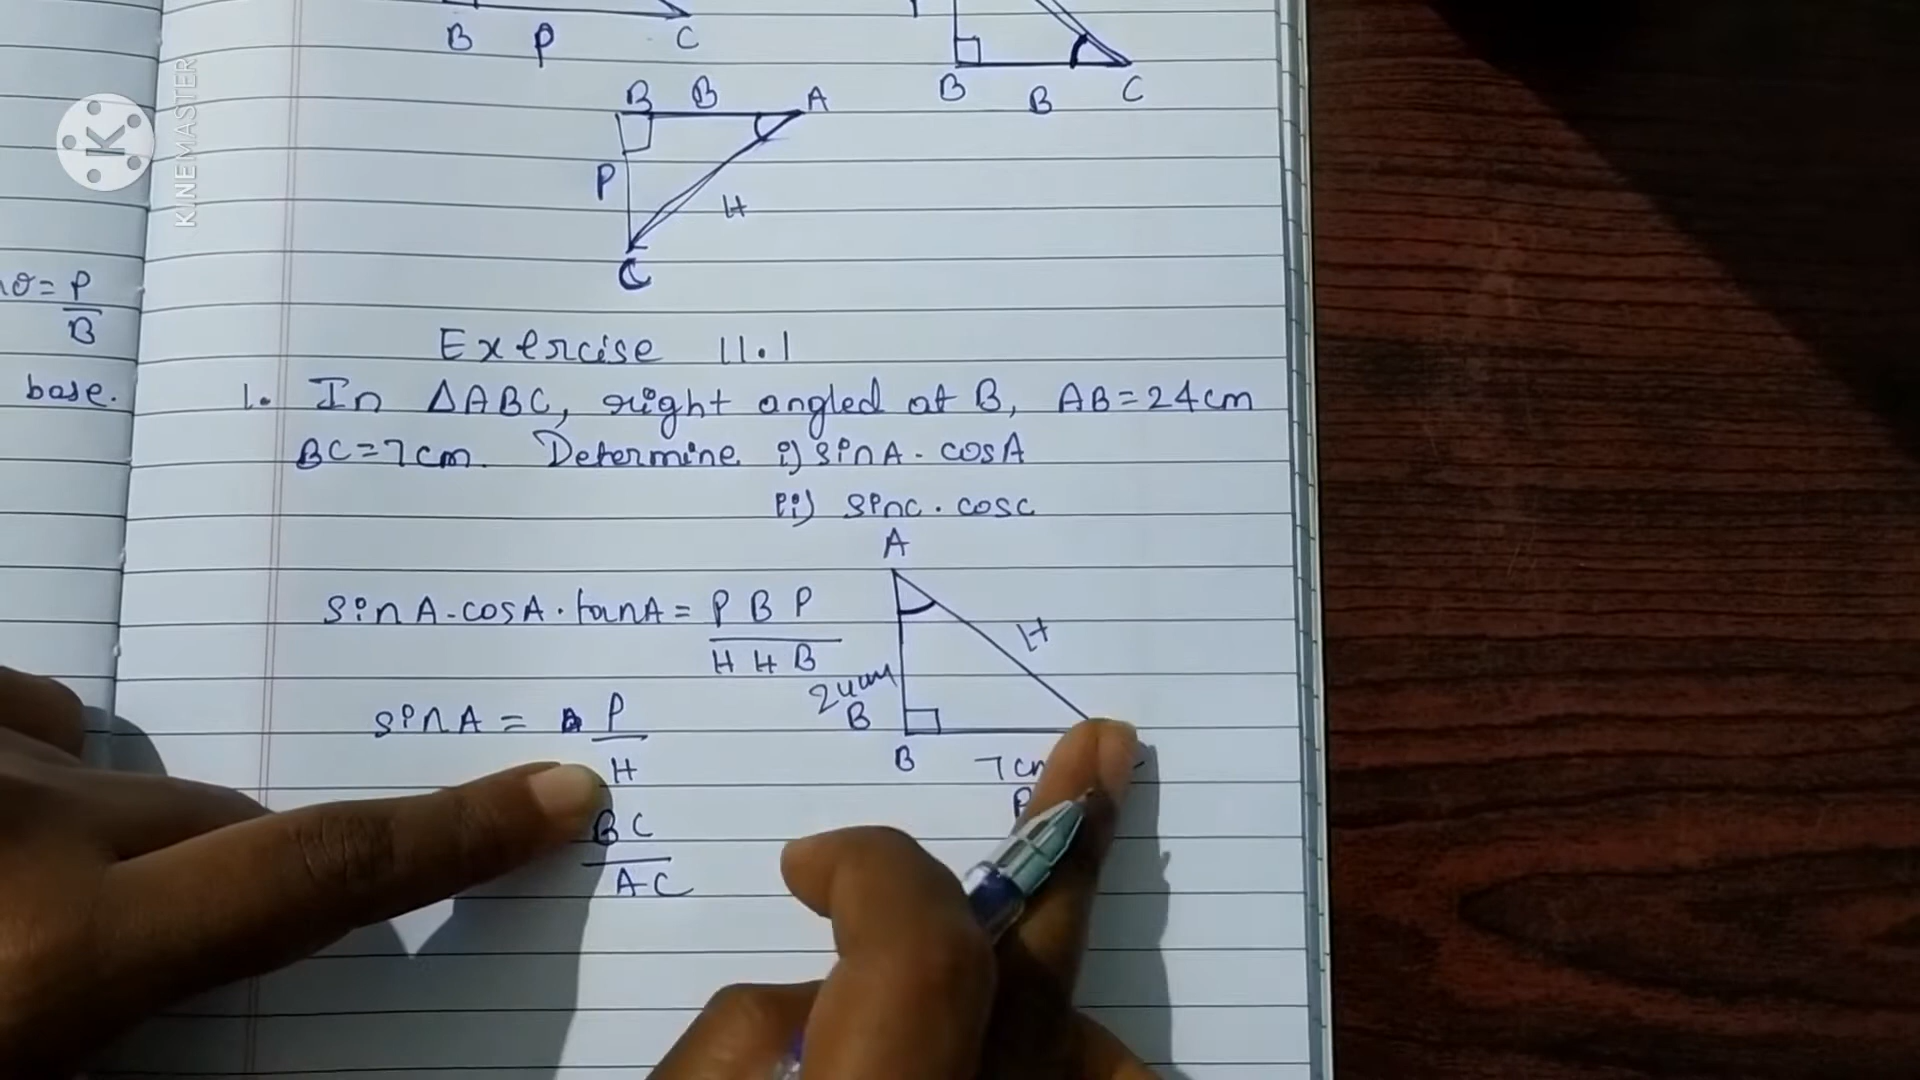 B P C
B B C
B B A
P
H
C
θ = P
B
base.
Exercise 11.1
1. In ΔABC, right angled at B, AB = 24cm
BC = 7cm. Determine i) sinA - cosA
ii) sinc . cosc
A
sinA - cosA . tanA = P B P
H H B
H
24cm
B
sinA = P
H
B 7cm
BC
AC
K
KINEMASTER